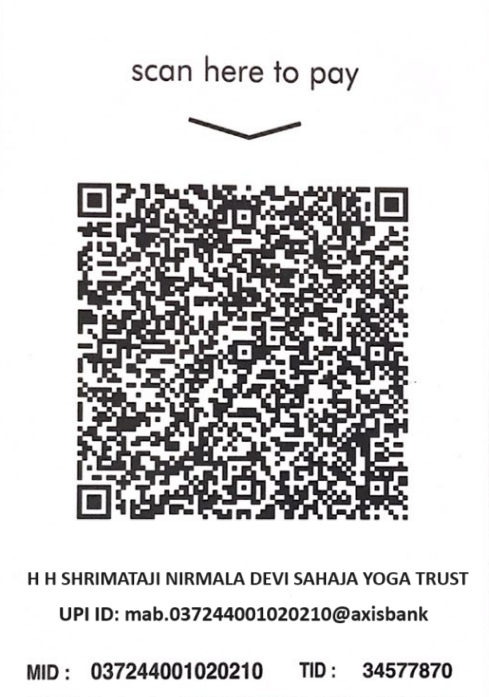 scan here to pay
H H SHRIMATAJI NIRMALA DEVI SAHAJA YOGA TRUST
UPI ID: mab.037244001020210@axisbank
MID : 037244001020210 TID : 34577870